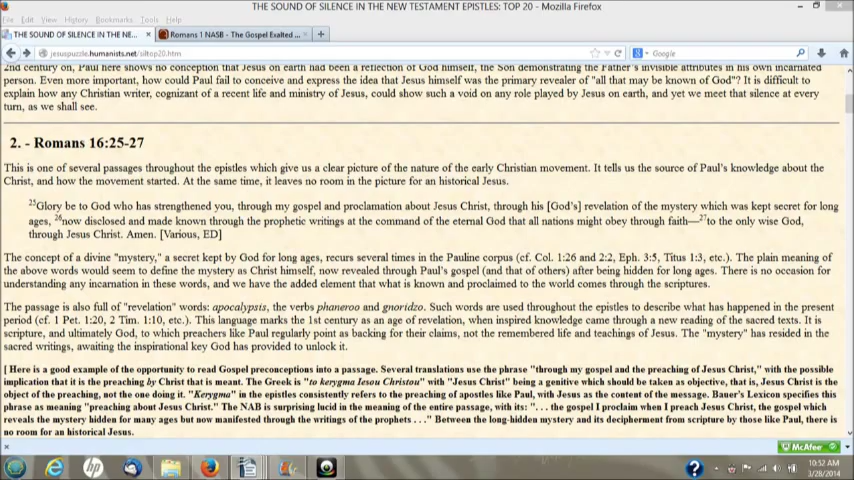 THE SOUND OF SILENCE IN THE NEW TESTAMENT EPISTLES: TOP 20 - Mozilla Firefox
File Edit View History Bookmarks Tools Help
THE SOUND OF SILENCE IN THE NE... Romans 1 NASB - The Gospel Exalted ...
jesuspuzzle.humanists.net/siltop20.htm Google
2nd century on, Paul here shows no conception that Jesus on earth had been a reflection of God himself, the Son demonstrating the Father's invisible attributes in his own incarnated
person. Even more important, how could Paul fail to conceive and express the idea that Jesus himself was the primary revealer of "all that may be known of God"? It is difficult to
explain how any Christian writer, cognizant of a recent life and ministry of Jesus, could show such a void on any role played by Jesus on earth, and yet we meet that silence at every
turn, as we shall see.
2. - Romans 16:25-27
This is one of several passages throughout the epistles which give us a clear picture of the nature of the early Christian movement. It tells us the source of Paul's knowledge about the
Christ, and how the movement started. At the same time, it leaves no room in the picture for an historical Jesus.
25Glory be to God who has strengthened you, through my gospel and proclamation about Jesus Christ, through his [God's] revelation of the mystery which was kept secret for long
ages, 26now disclosed and made known through the prophetic writings at the command of the eternal God that all nations might obey through faith—27to the only wise God,
through Jesus Christ. Amen. [Various, ED]
The concept of a divine "mystery," a secret kept by God for long ages, recurs several times in the Pauline corpus (cf. Col. 1:26 and 2:2, Eph. 3:5, Titus 1:3, etc.). The plain meaning of
the above words would seem to define the mystery as Christ himself, now revealed through Paul's gospel (and that of others) after being hidden for long ages. There is no occasion for
understanding any incarnation in these words, and we have the added element that what is known and proclaimed to the world comes through the scriptures.
The passage is also full of "revelation" words: apocalypsis, the verbs phaneroo and gnoridzo. Such words are used throughout the epistles to describe what has happened in the present
period (cf. 1 Pet. 1:20, 2 Tim. 1:10, etc.). This language marks the 1st century as an age of revelation, when inspired knowledge came through a new reading of the sacred texts. It is
scripture, and ultimately God, to which preachers like Paul regularly point as backing for their claims, not the remembered life and teachings of Jesus. The "mystery" has resided in the
sacred writings, awaiting the inspirational key God has provided to unlock it.
[ Here is a good example of the opportunity to read Gospel preconceptions into a passage. Several translations use the phrase "through my gospel and the preaching of Jesus Christ," with the possible
implication that it is the preaching by Christ that is meant. The Greek is "to kerygma Iesou Christou" with "Jesus Christ" being a genitive which should be taken as objective, that is, Jesus Christ is the
object of the preaching, not the one doing it. "Kerygma" in the epistles consistently refers to the preaching of apostles like Paul, with Jesus as the content of the message. Bauer's Lexicon specifies this
phrase as meaning "preaching about Jesus Christ." The NAB is surprising lucid in the meaning of the entire passage, with its: ". . . the gospel I proclaim when I preach Jesus Christ, the gospel which
reveals the mystery hidden for many ages but now manifested through the writings of the prophets . . ." Between the long-hidden mystery and its decipherment from scripture by those like Paul, there is
no room for an historical Jesus.
McAfee
10:52 AM
3/28/2014